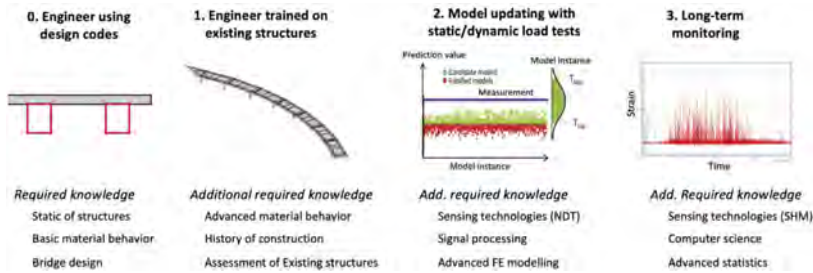 0. Engineer using
design codes
1. Engineer trained on
existing structures
2. Model updating with
static/dynamic load tests
3. Long-term
monitoring
Prediction value
Model instance
Candidate models
Falsified models
Measurement
Model instance
Strain
Time
Required knowledge
Static of structures
Basic material behavior
Bridge design
Additional required knowledge
Advanced material behavior
History of construction
Assessment of Existing structures
Add. required knowledge
Sensing technologies (NDT)
Signal processing
Advanced FE modelling
Add. Required knowledge
Sensing technologies (SHM)
Computer science
Advanced statistics